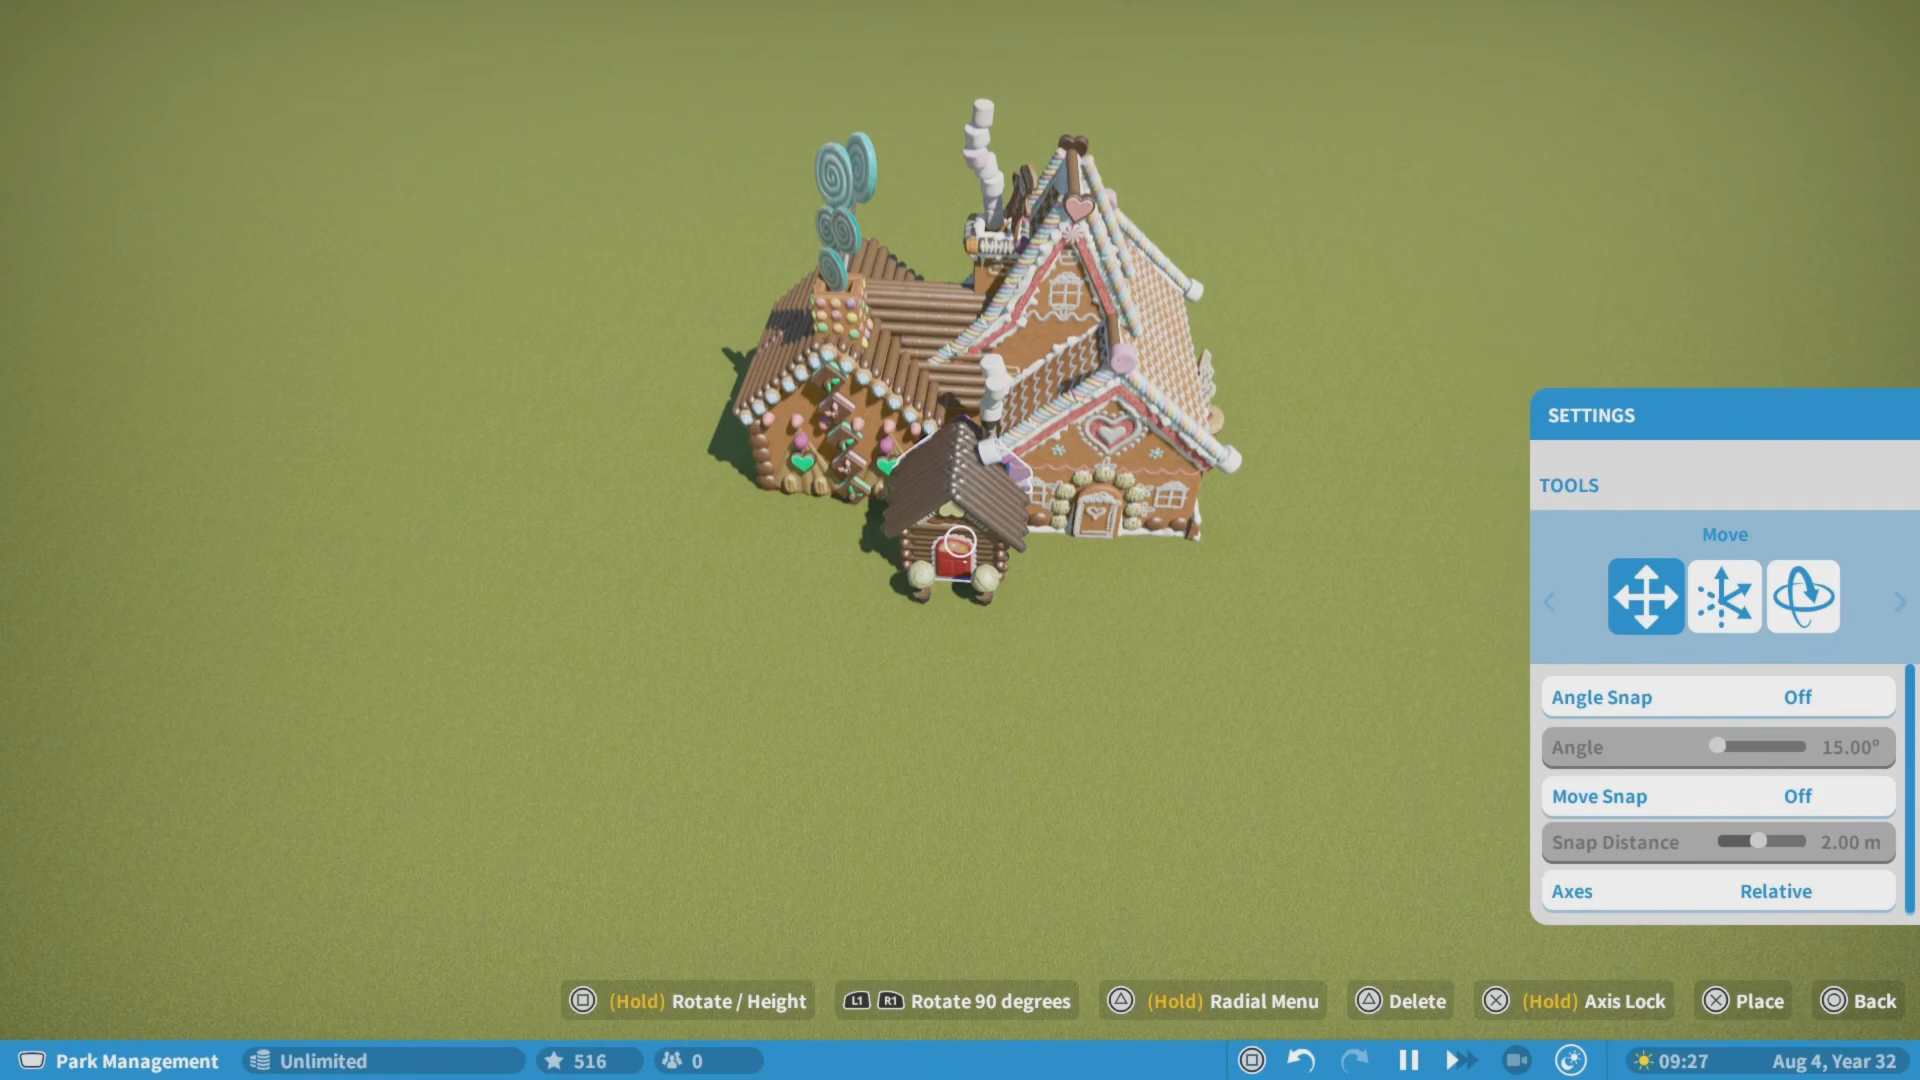 SETTINGS
TOOLS
Move
Angle Snap Off
Angle 15.00°
Move Snap Off
Snap Distance 2.00 m
Axes Relative
(Hold) Rotate / Height L1 R1 Rotate 90 degrees (Hold) Radial Menu Delete (Hold) Axis Lock Place Back
Park Management Unlimited 516 0 09:27 Aug 4, Year 32